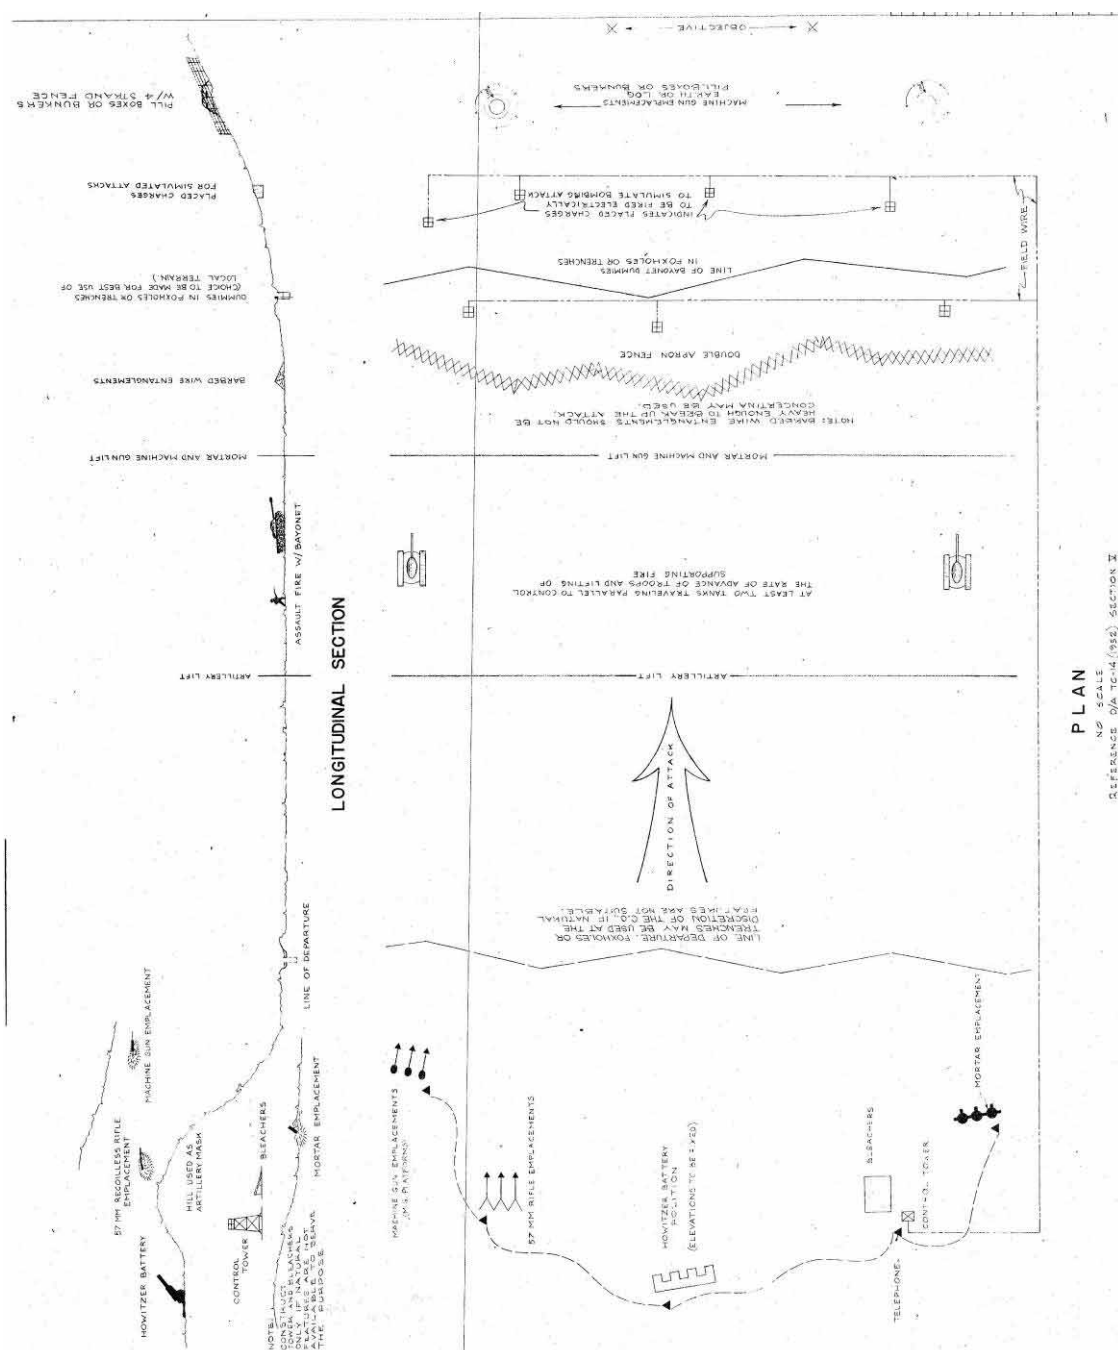 OBJECTIVE
PILL BOXES OR BUNKERS
W/4 STRAND FENCE
MACHINE GUN EMPLACEMENTS
EARTH OR LOG
PILL BOXES OR BUNKERS
PLACED CHARGES
FOR SIMULATED ATTACKS
INDICATES PLACED CHARGES
TO BE FIRED ELECTRICALLY
TO SIMULATE BOMBING ATTACK
FIELD WIRE
LINE OF BAYONET DUMMIES
IN FOXHOLES OR TRENCHES
DUMMIES IN FOXHOLES OR TRENCHES
(CHOICE TO BE MADE FOR BEST USE OF
LOCAL TERRAIN.)
DOUBLE APRON FENCE
BARBED WIRE ENTANGLEMENTS
NOTE: BARBED WIRE ENTANGLEMENTS SHOULD NOT BE
HEAVY ENOUGH TO BREAK UP THE ATTACK.
CONCERTINA MAY BE USED.
MORTAR AND MACHINE GUN LIFT
MORTAR AND MACHINE GUN LIFT
ASSAULT FIRE W/BAYONET
AT LEAST TWO TANKS TRAVELING PARALLEL TO CONTROL
THE RATE OF ADVANCE OF TROOPS AND LIFTING OF
SUPPORTING FIRE
LONGITUDINAL SECTION
ARTILLERY LIFT
ARTILLERY LIFT
PLAN
NO SCALE
REFERENCE D/A TC-14 (1952) SECTION V
DIRECTION OF ATTACK
LINE OF DEPARTURE. FOXHOLES OR
TRENCHES MAY BE USED AT THE
DISCRETION OF THE C.O., IF NATURAL
FEATURES ARE NOT SUITABLE.
LINE OF DEPARTURE
MACHINE GUN EMPLACEMENT
57 MM RECOILLESS RIFLE
EMPLACEMENT
HILL USED AS
ARTILLERY MASK
HOWITZER BATTERY
CONTROL
TOWER
BLEACHERS
MORTAR EMPLACEMENT
NOTE:
CONSTRUCT
TOWER AND BLEACHERS
ONLY IF NATURAL
FEATURES ARE NOT
AVAILABLE TO SERVE
THE PURPOSE
MACHINE GUN EMPLACEMENTS
(M.G. PLATFORMS)
57 MM RIFLE EMPLACEMENTS
HOWITZER BATTERY
POSITION
(ELEVATIONS TO BE FIXED)
BLEACHERS
CONTROL TOWER
TELEPHONE
MORTAR EMPLACEMENT